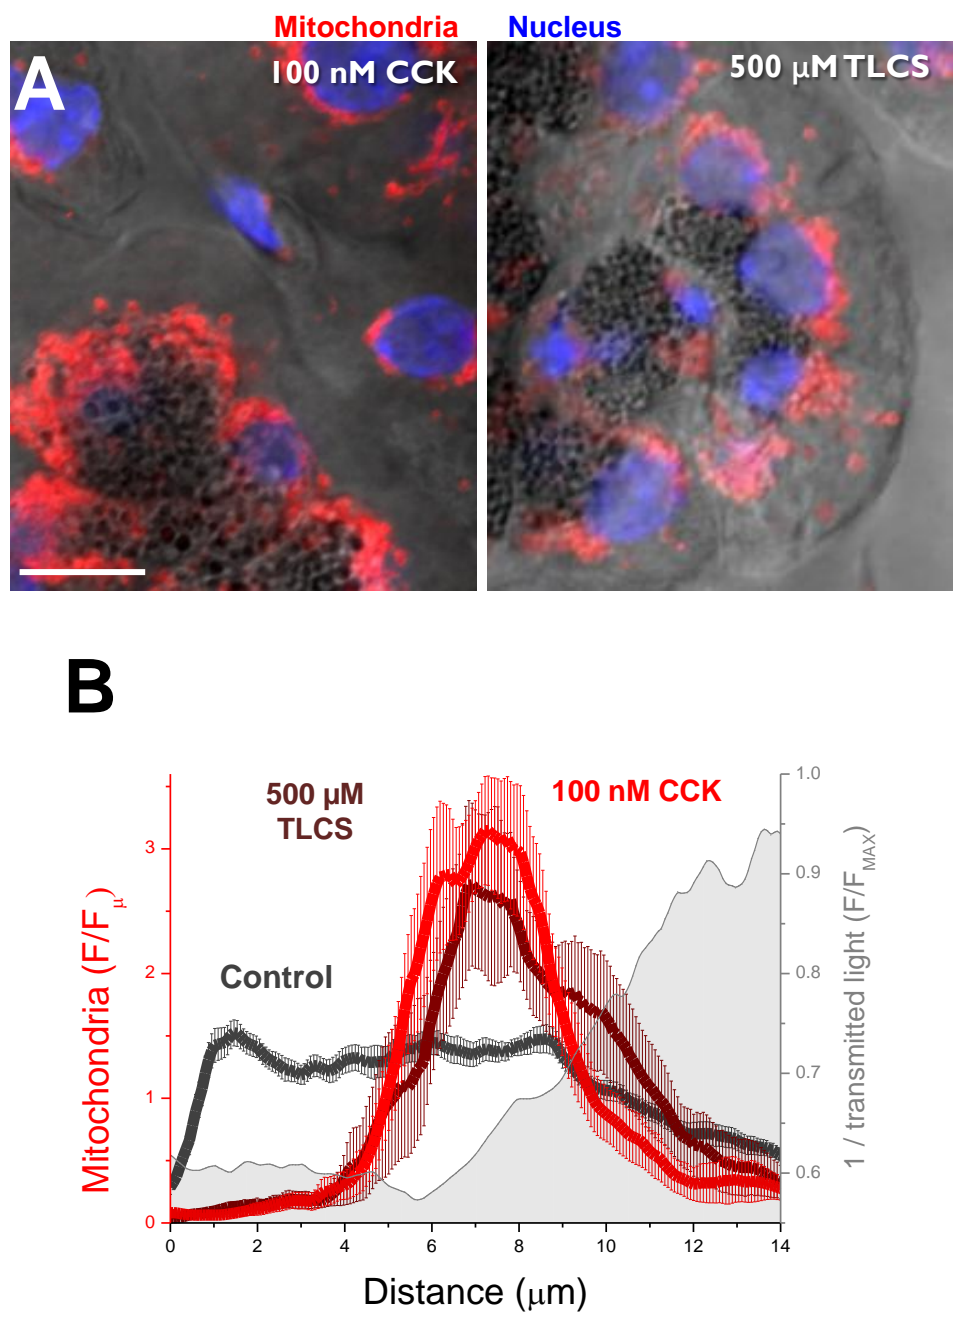 Mitochondria Nucleus
A
100 nM CCK
500 µM TLCS
B
500 µM
TLCS
100 nM CCK
Control
Mitochondria (F/Fμ)
3
2
1
0
1 / transmitted light (F/FMAX)
1.0
0.9
0.8
0.7
0.6
0 2 4 6 8 10 12 14
Distance (μm)